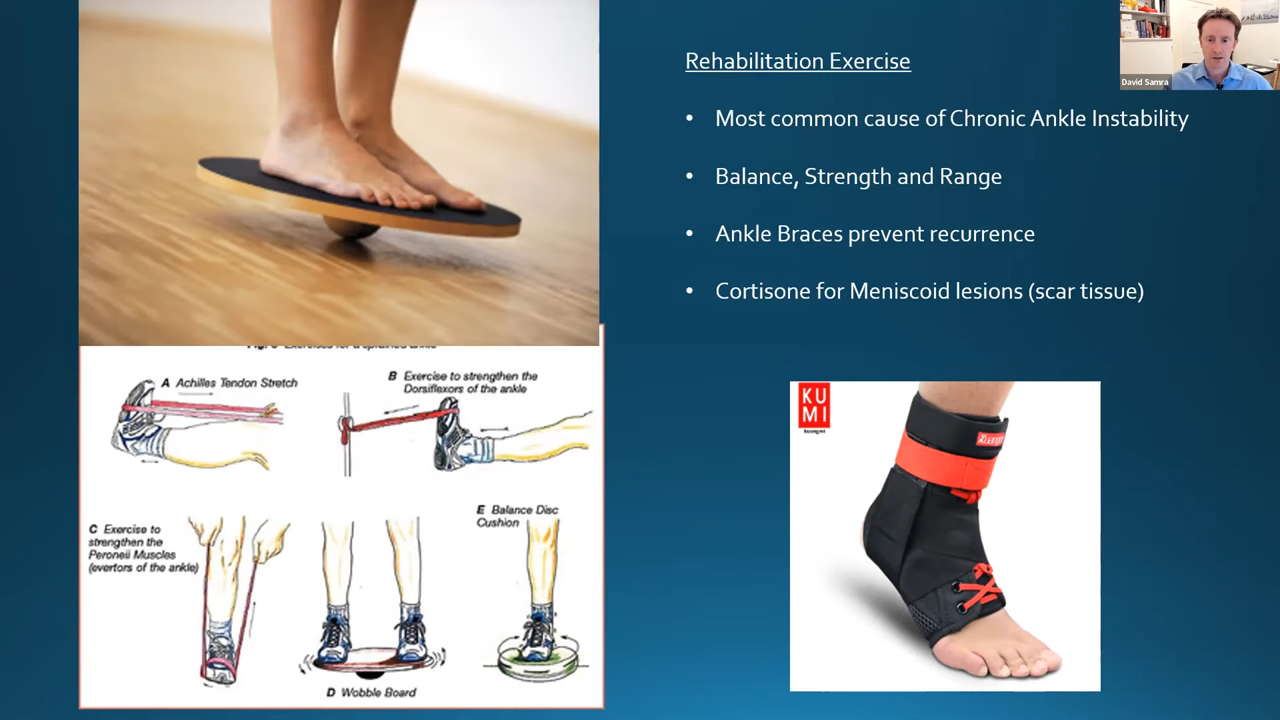 Rehabilitation Exercise
• Most common cause of Chronic Ankle Instability
• Balance, Strength and Range
• Ankle Braces prevent recurrence
• Cortisone for Meniscoid lesions (scar tissue)
David Samra
A Achilles Tendon Stretch
B Exercise to strengthen the
Dorsiflexors of the ankle
C Exercise to
strengthen the
Peroneii Muscles
(evertors of the ankle)
D Wobble Board
E Balance Disc
Cushion
KU
MI